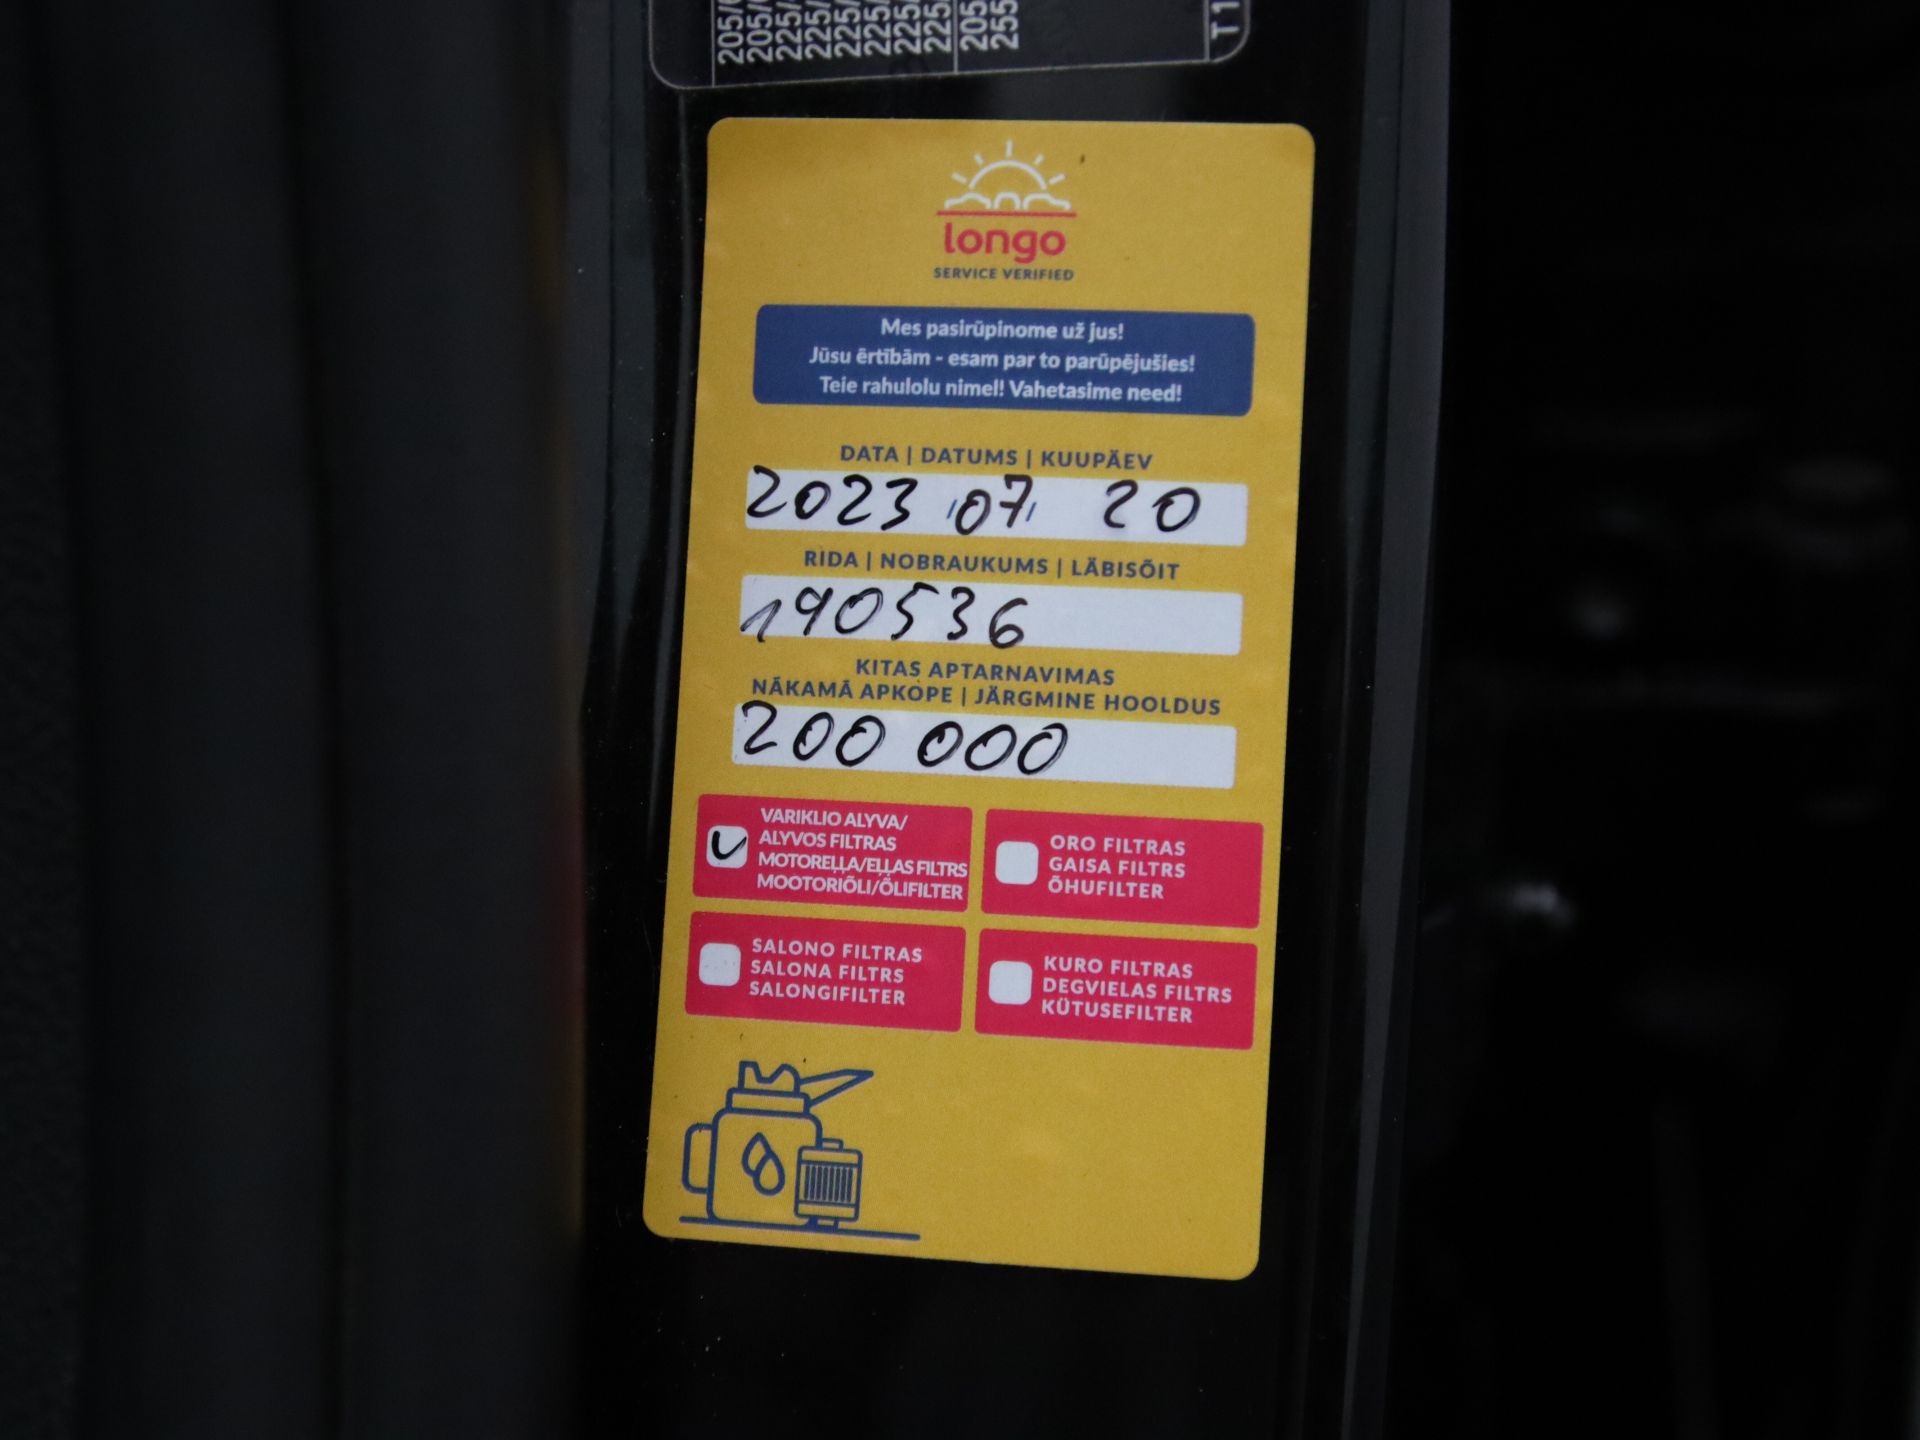 longo
SERVICE VERIFIED
Mes pasirūpinome už jus!
Jūsu ērtībām - esam par to parūpējušies!
Teie rahulolu nimel! Vahetasime need!
DATA | DATUMS | KUUPÄEV
2023 /07/ 20
RIDA | NOBRAUKUMS | LÄBISÕIT
190536
KITAS APTARNAVIMAS
NĀKAMĀ APKOPE | JÄRGMINE HOOLDUS
200 000
VARIKLIO ALYVA/
ALYVOS FILTRAS
MOTOREĻĻA/EĻĻAS FILTRS
MOOTORIÕLI/ÕLIFILTER
ORO FILTRAS
GAISA FILTRS
ÕHUFILTER
SALONO FILTRAS
SALONA FILTRS
SALONGIFILTER
KURO FILTRAS
DEGVIELAS FILTRS
KÜTUSEFILTER